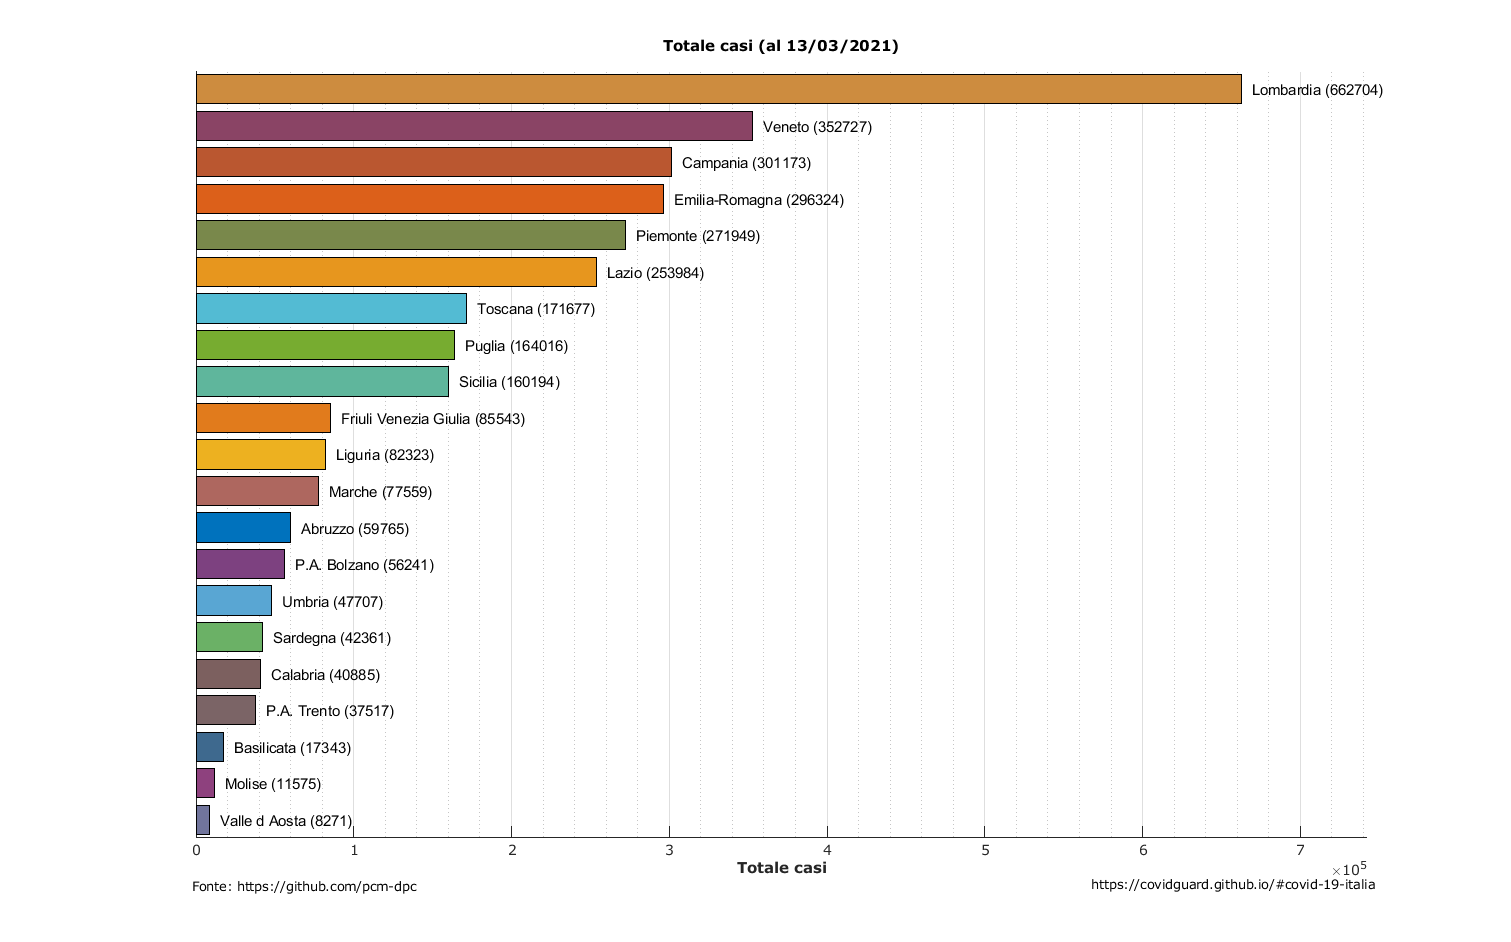 Totale casi (al 13/03/2021)
Lombardia (662704)
Veneto (352727)
Campania (301173)
Emilia-Romagna (296324)
Piemonte (271949)
Lazio (253984)
Toscana (171677)
Puglia (164016)
Sicilia (160194)
Friuli Venezia Giulia (85543)
Liguria (82323)
Marche (77559)
Abruzzo (59765)
P.A. Bolzano (56241)
Umbria (47707)
Sardegna (42361)
Calabria (40885)
P.A. Trento (37517)
Basilicata (17343)
Molise (11575)
Valle d Aosta (8271)
0 1 2 3 4 5 6 7
Totale casi
×10⁵
Fonte: https://github.com/pcm-dpc
https://covidguard.github.io/#covid-19-italia